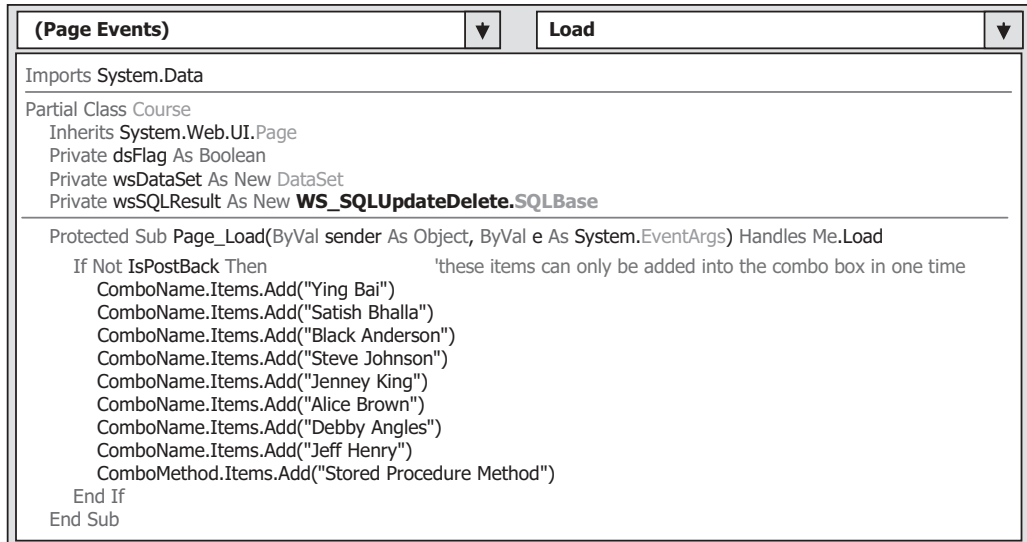 (Page Events) Load
Imports System.Data
Partial Class Course
Inherits System.Web.UI.Page
Private dsFlag As Boolean
Private wsDataSet As New DataSet
Private wsSQLResult As New WS_SQLUpdateDelete.SQLBase
Protected Sub Page_Load(ByVal sender As Object, ByVal e As System.EventArgs) Handles Me.Load
If Not IsPostBack Then 'these items can only be added into the combo box in one time
ComboName.Items.Add("Ying Bai")
ComboName.Items.Add("Satish Bhalla")
ComboName.Items.Add("Black Anderson")
ComboName.Items.Add("Steve Johnson")
ComboName.Items.Add("Jenney King")
ComboName.Items.Add("Alice Brown")
ComboName.Items.Add("Debby Angles")
ComboName.Items.Add("Jeff Henry")
ComboMethod.Items.Add("Stored Procedure Method")
End If
End Sub